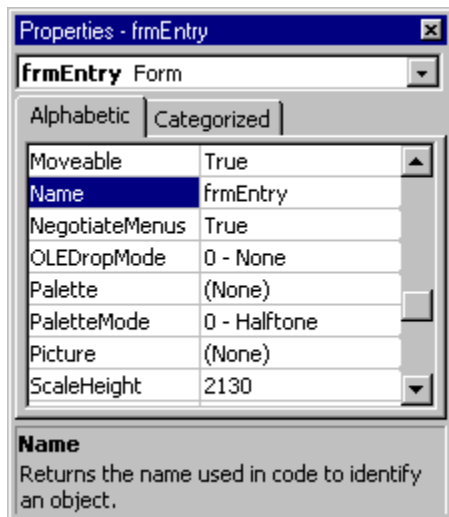 Properties - frmEntry
frmEntry Form
Alphabetic Categorized
Moveable True
Name frmEntry
NegotiateMenus True
OLEDropMode 0 - None
Palette (None)
PaletteMode 0 - Halftone
Picture (None)
ScaleHeight 2130
Name
Returns the name used in code to identify
an object.